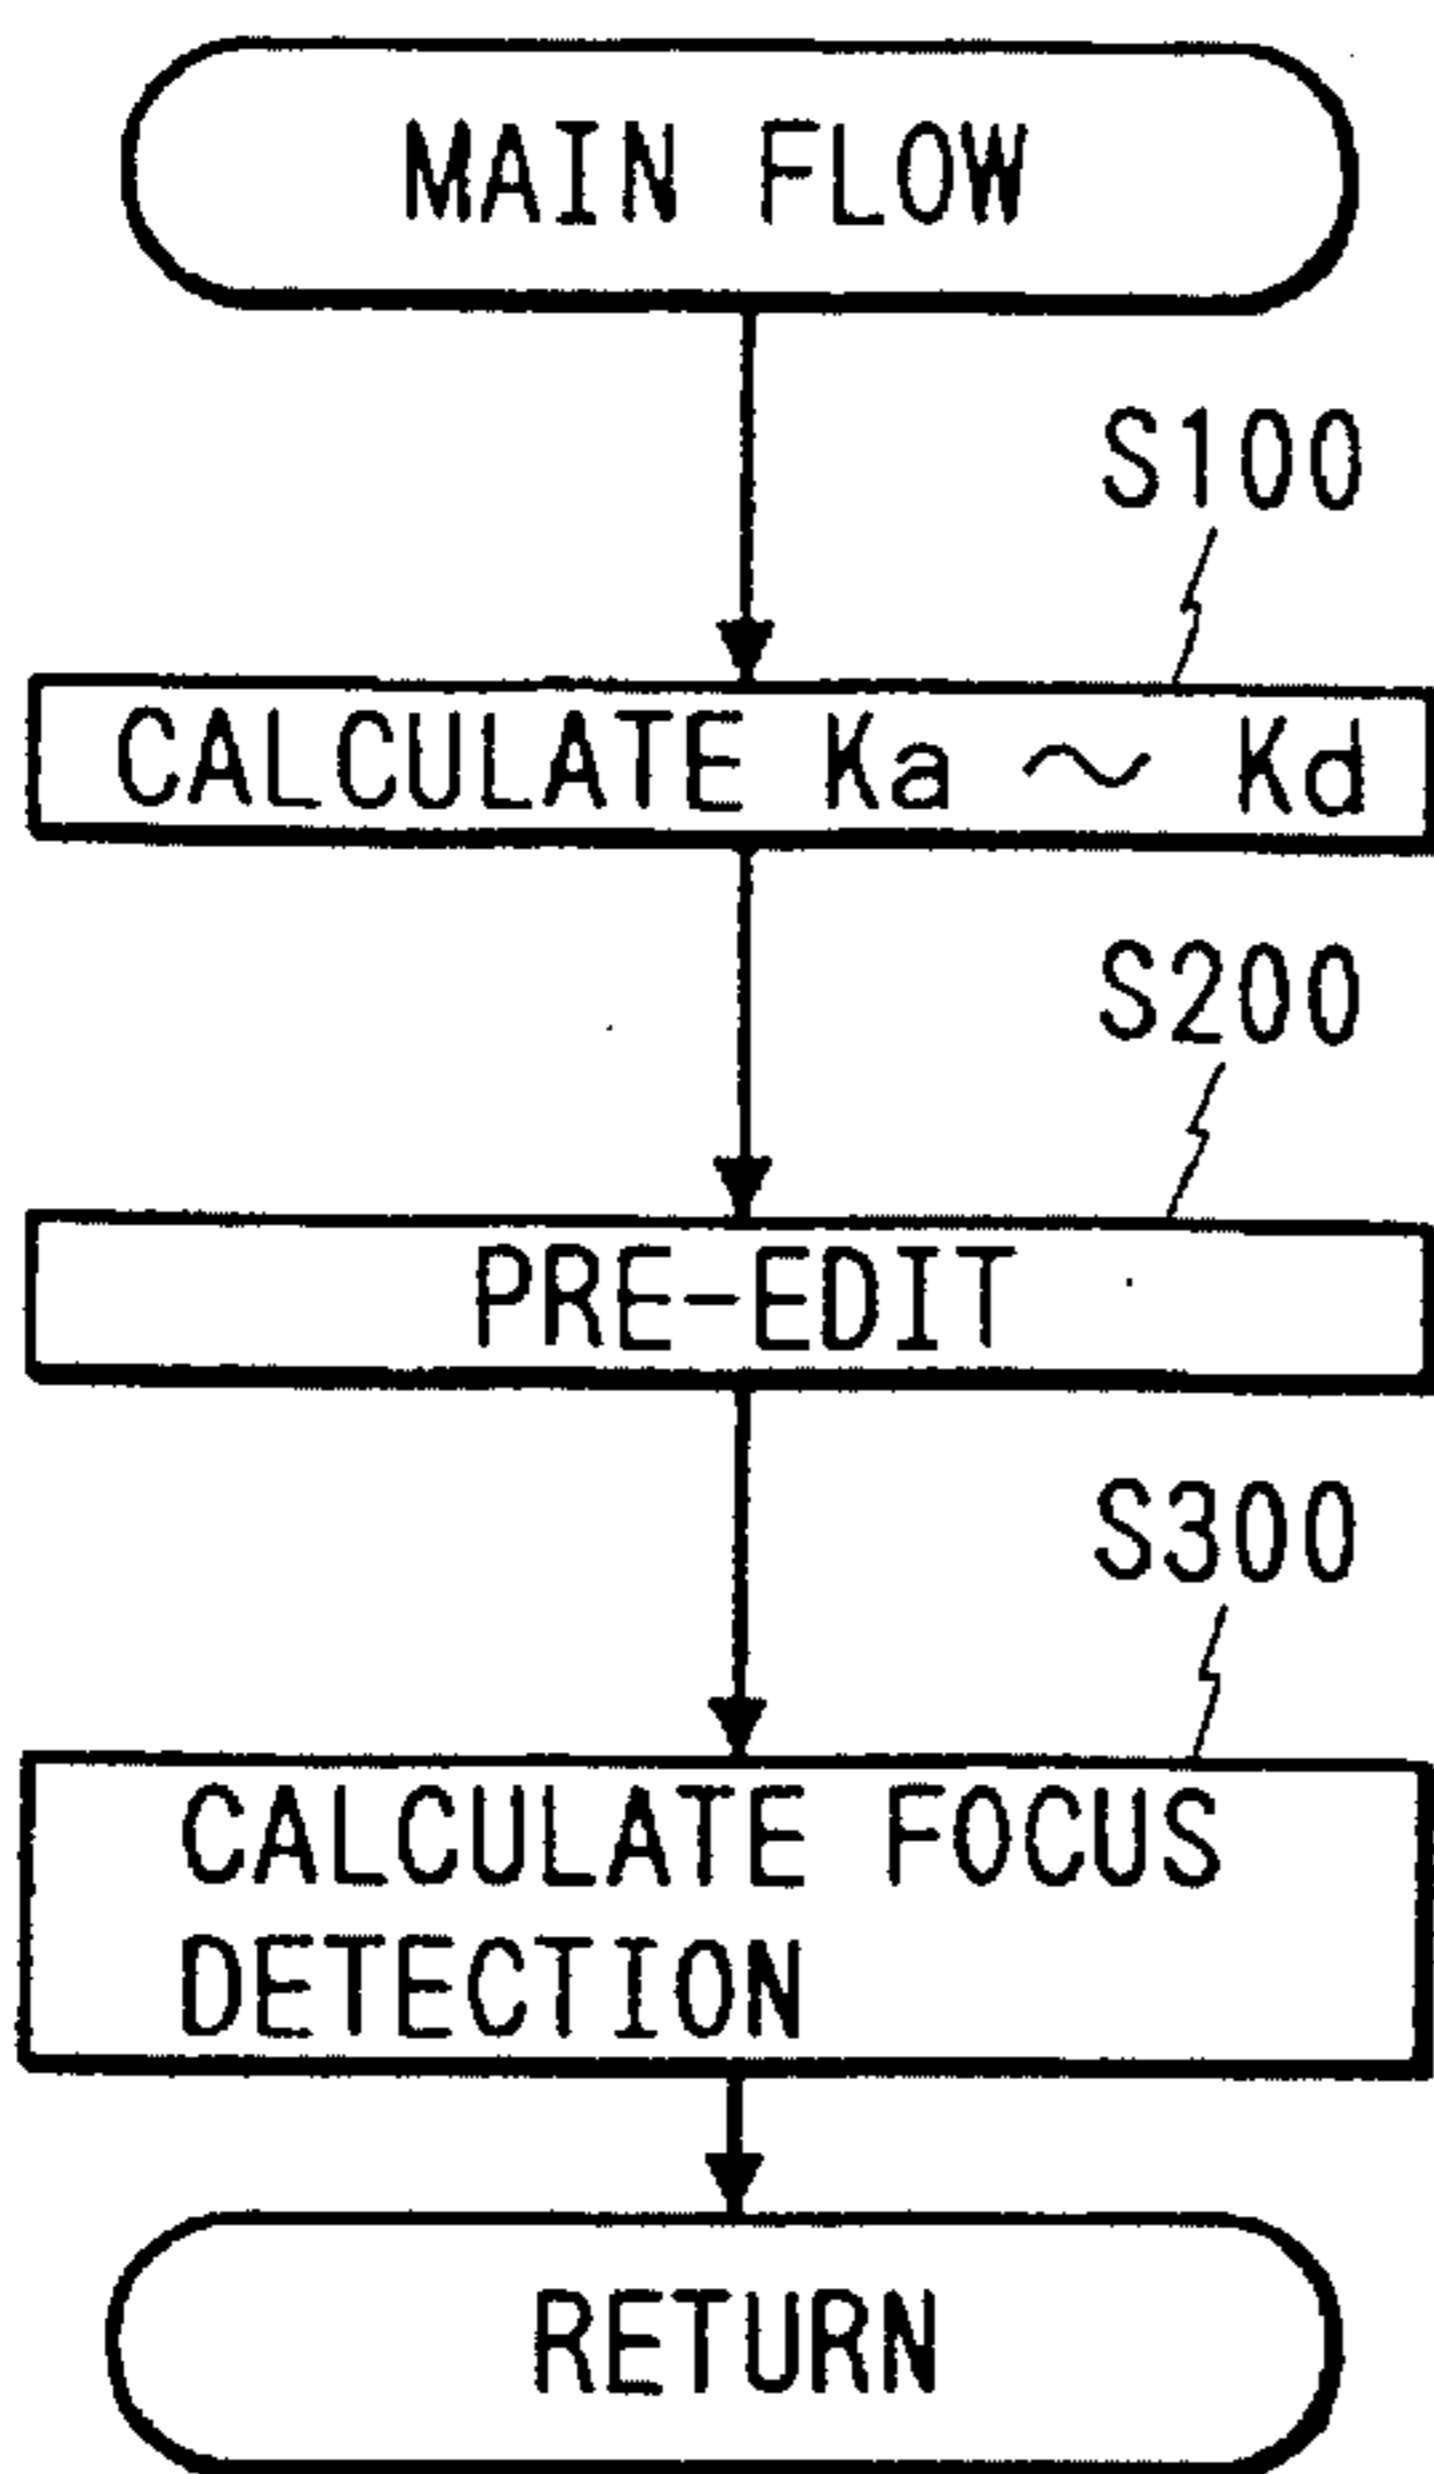 MAIN FLOW
S100
CALCULATE Ka ~ Kd
S200
PRE-EDIT
S300
CALCULATE FOCUS
DETECTION
RETURN